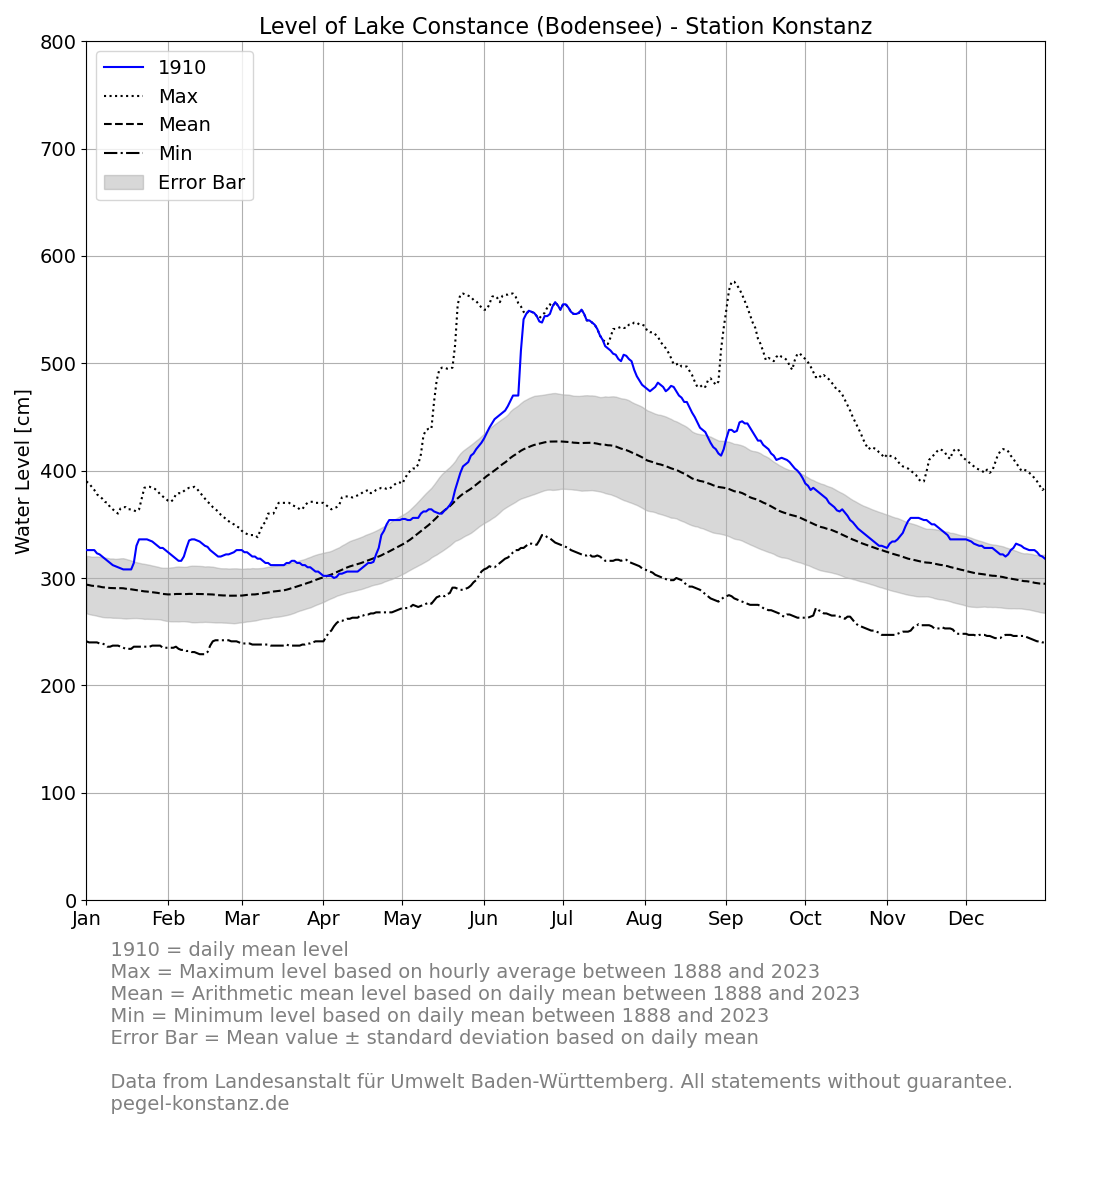 Level of Lake Constance (Bodensee) - Station Konstanz
800
700
600
500
400
300
200
100
0
Water Level [cm]
1910
Max
Mean
Min
Error Bar
Jan Feb Mar Apr May Jun Jul Aug Sep Oct Nov Dec
1910 = daily mean level
Max = Maximum level based on hourly average between 1888 and 2023
Mean = Arithmetic mean level based on daily mean between 1888 and 2023
Min = Minimum level based on daily mean between 1888 and 2023
Error Bar = Mean value ± standard deviation based on daily mean
Data from Landesanstalt für Umwelt Baden-Württemberg. All statements without guarantee.
pegel-konstanz.de